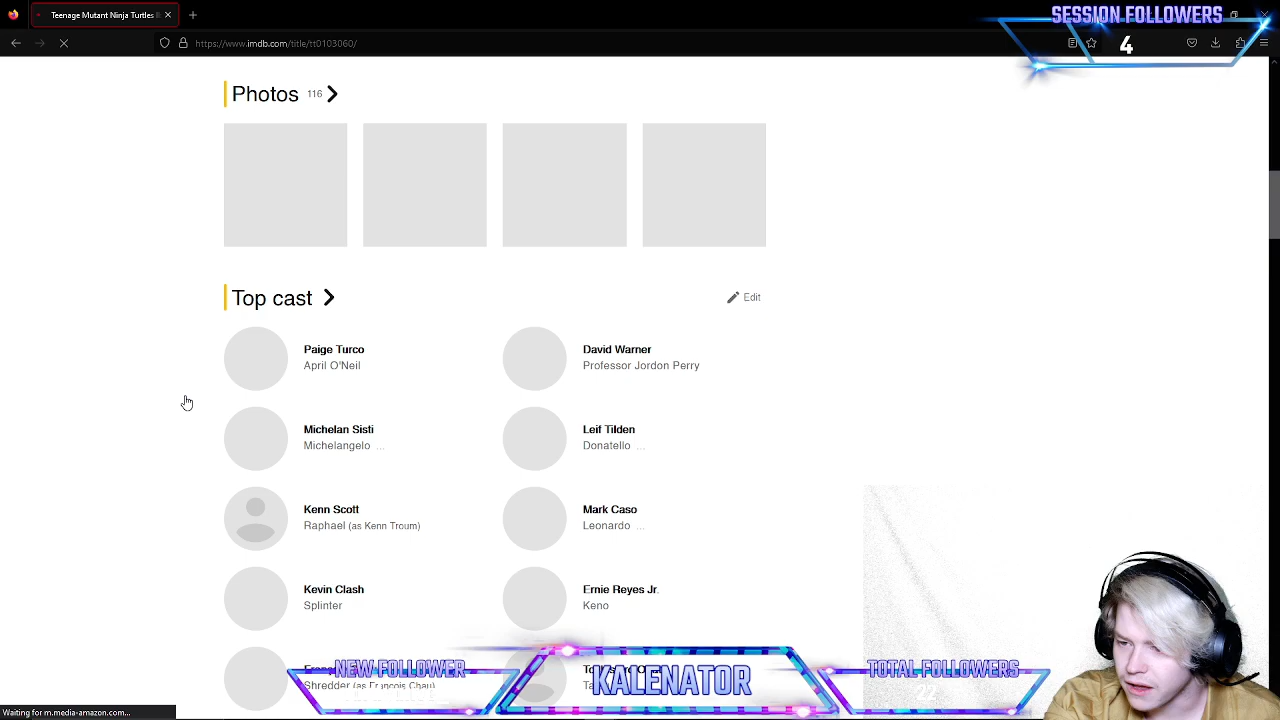 Teenage Mutant Ninja Turtles II
SESSION FOLLOWERS
4
https://www.imdb.com/title/tt0103060/
Photos 116
Top cast
Edit
Paige Turco
April O'Neil
David Warner
Professor Jordon Perry
Michelan Sisti
Michelangelo ...
Leif Tilden
Donatello ...
Kenn Scott
Raphael (as Kenn Troum)
Mark Caso
Leonardo ...
Kevin Clash
Splinter
Ernie Reyes Jr.
Keno
Shredder (as François Chau)
NEW FOLLOWER
KALENATOR
TOTAL FOLLOWERS
22
Waiting for m.media-amazon.com...